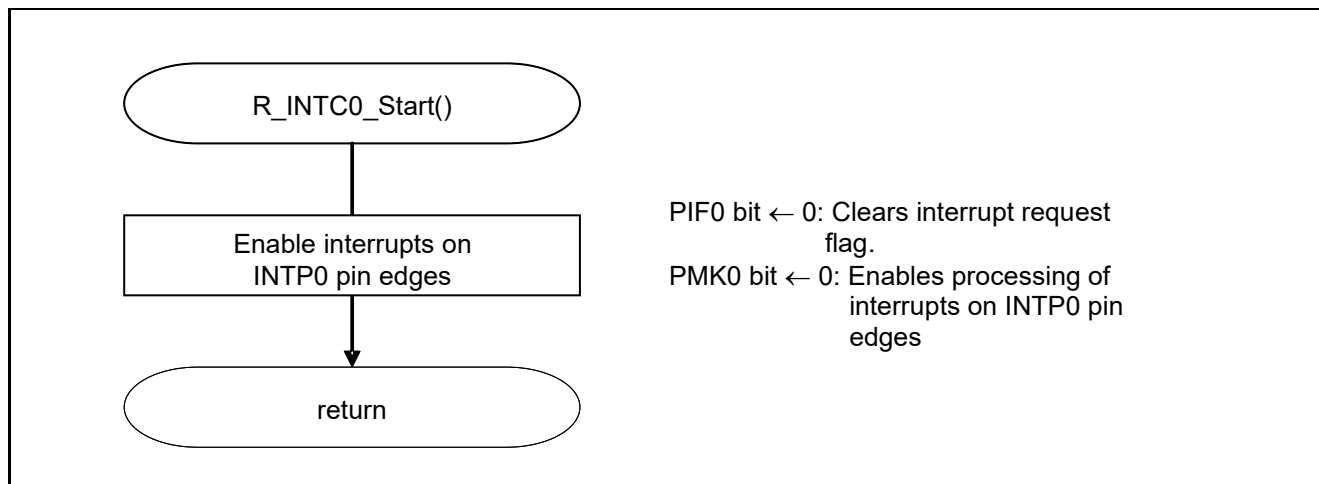 R_INTC0_Start()
Enable interrupts on
INTP0 pin edges
PIF0 bit ← 0: Clears interrupt request
flag.
PMK0 bit ← 0: Enables processing of
interrupts on INTP0 pin
edges
return